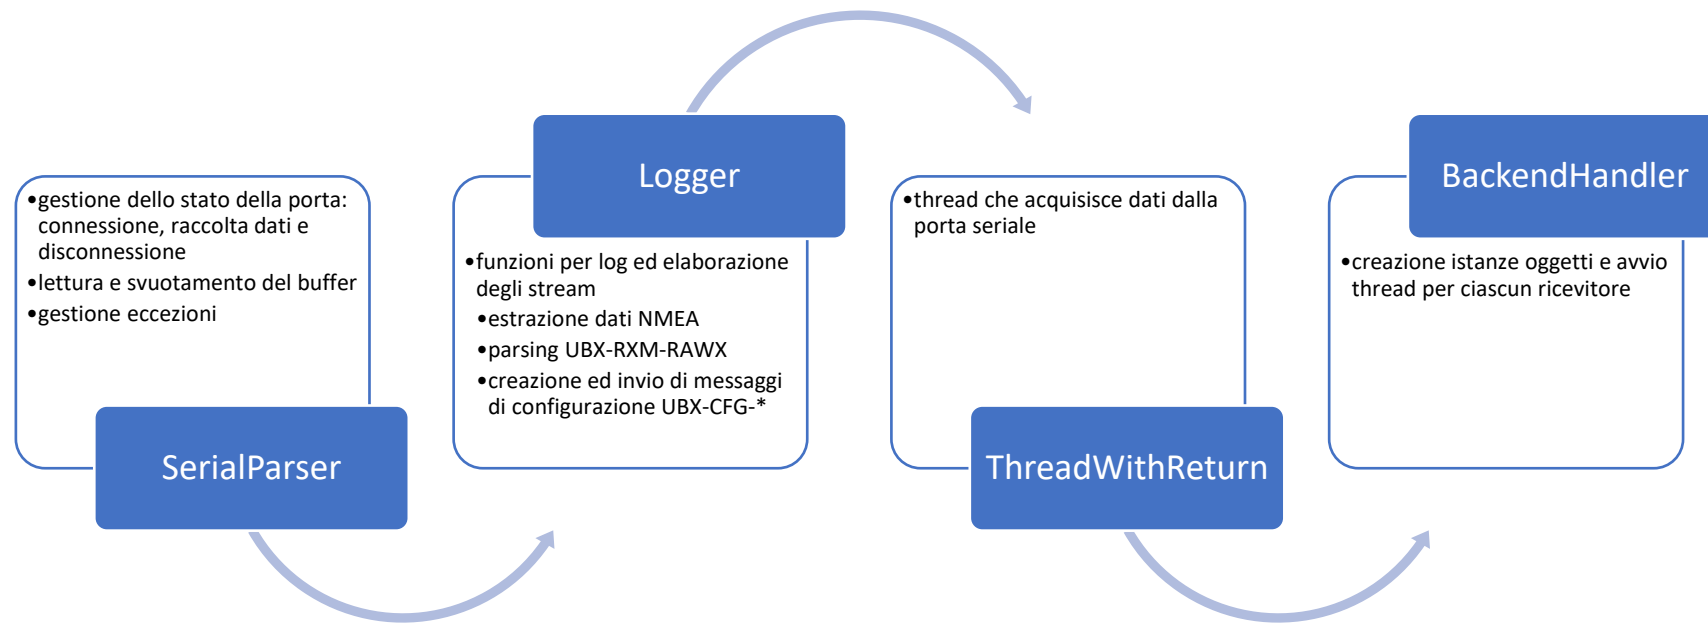 •gestione dello stato della porta:
connessione, raccolta dati e
disconnessione
•lettura e svuotamento del buffer
•gestione eccezioni
SerialParser
Logger
•funzioni per log ed elaborazione
degli stream
•estrazione dati NMEA
•parsing UBX-RXM-RAWX
•creazione ed invio di messaggi
di configurazione UBX-CFG-*
•thread che acquisisce dati dalla
porta seriale
ThreadWithReturn
BackendHandler
•creazione istanze oggetti e avvio
thread per ciascun ricevitore